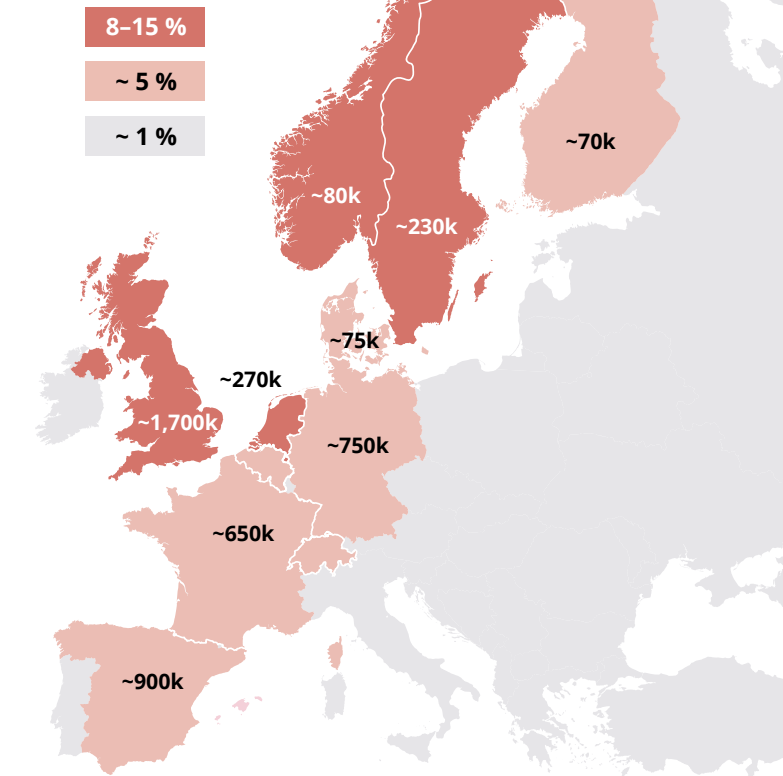 8–15 %
~ 5 %
~ 1 %
~70k
~80k
~230k
~75k
~270k
~1,700k
~750k
~650k
~900k